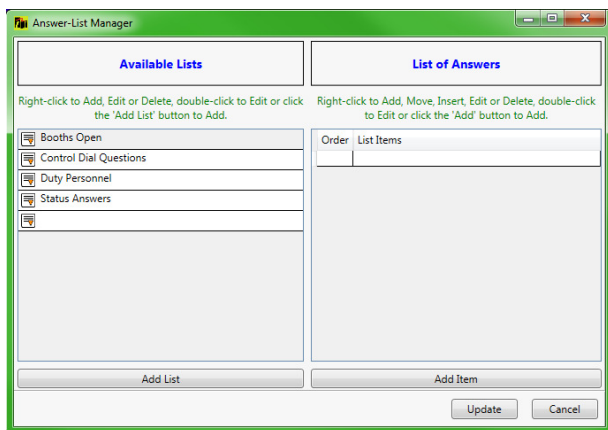 Answer-List Manager
Available Lists
List of Answers
Right-click to Add, Edit or Delete, double-click to Edit or click
the 'Add List' button to Add.
Right-click to Add, Move, Insert, Edit or Delete, double-click
to Edit or click the 'Add' button to Add.
Booths Open
Control Dial Questions
Duty Personnel
Status Answers
Order List Items
Add List
Add Item
Update
Cancel